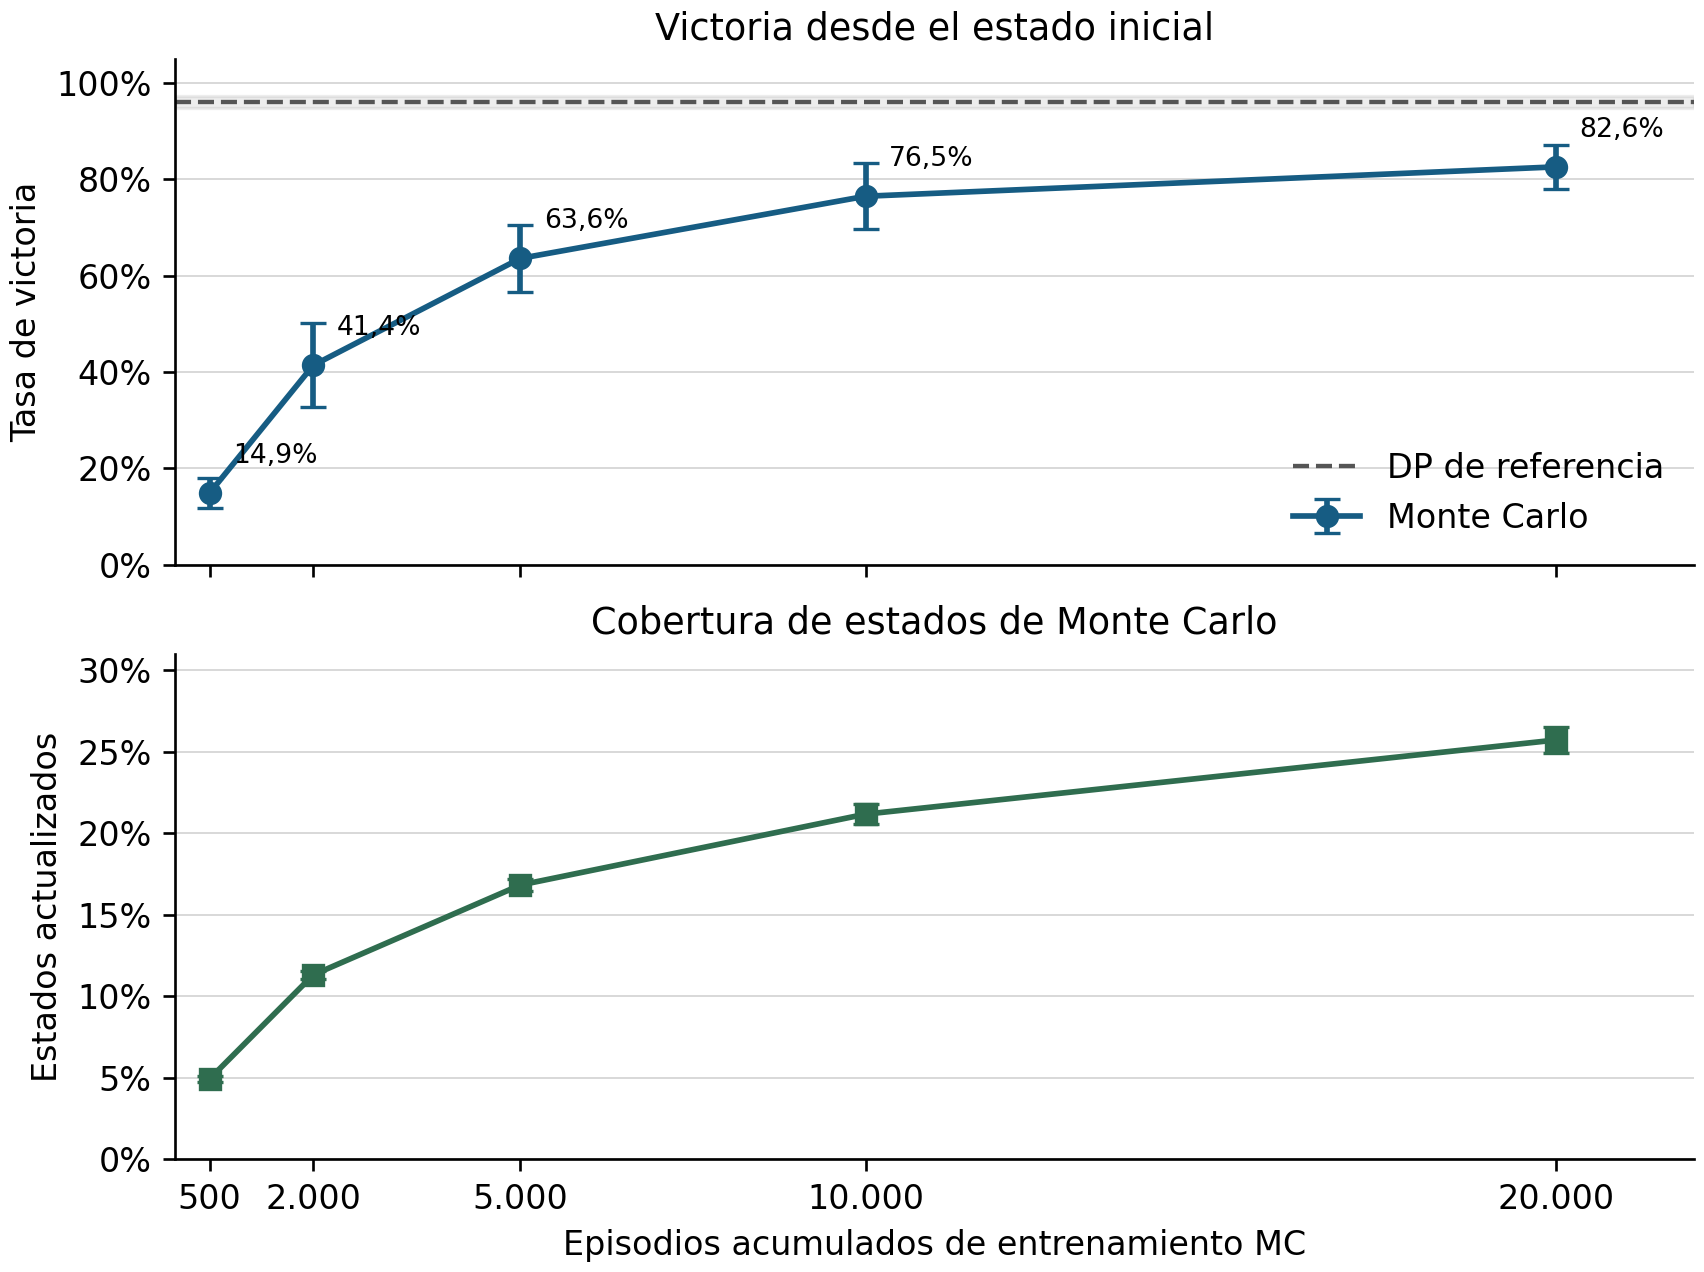 Victoria desde el estado inicial
Tasa de victoria
100%
80%
60%
40%
20%
0%
14,9%
41,4%
63,6%
76,5%
82,6%
DP de referencia
Monte Carlo
Cobertura de estados de Monte Carlo
Estados actualizados
30%
25%
20%
15%
10%
5%
0%
500 2.000 5.000 10.000 20.000
Episodios acumulados de entrenamiento MC